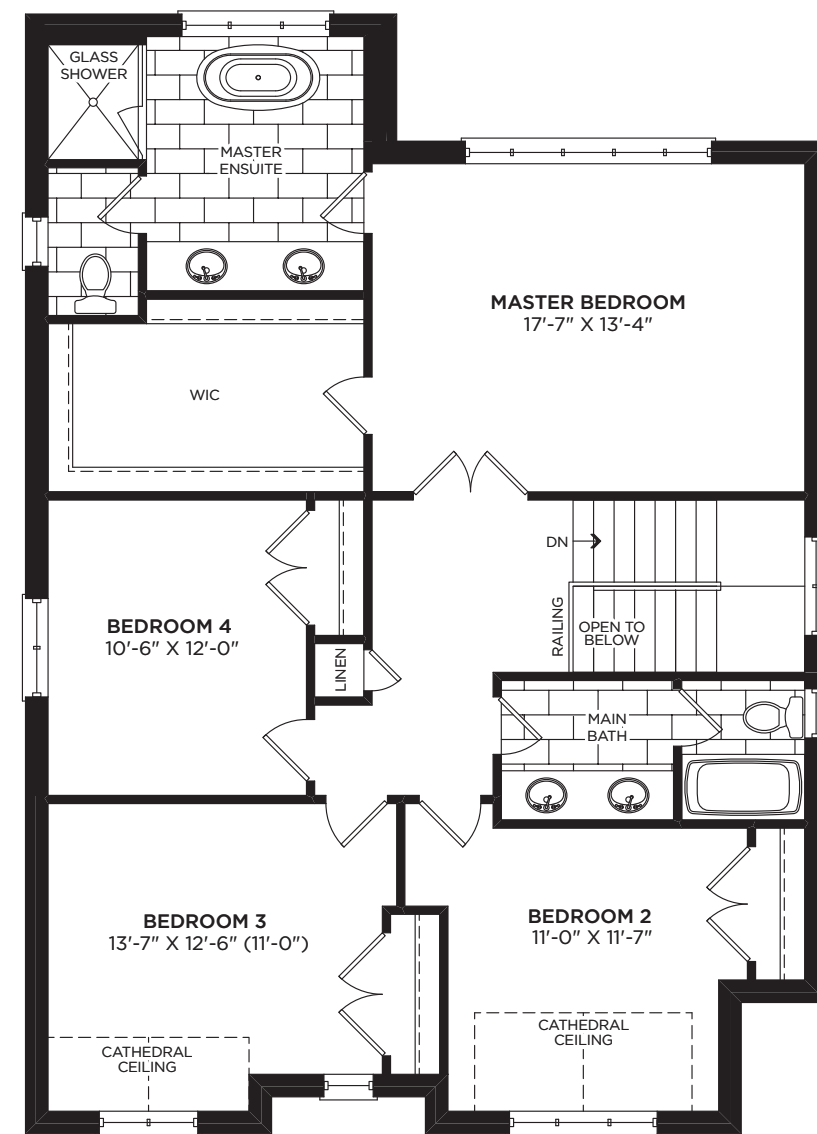 GLASS
SHOWER
MASTER
ENSUITE
MASTER BEDROOM
17'-7" X 13'-4"
WIC
DN
RAILING
OPEN TO
BELOW
BEDROOM 4
10'-6" X 12'-0"
LINEN
MAIN
BATH
BEDROOM 3
13'-7" X 12'-6" (11'-0")
BEDROOM 2
11'-0" X 11'-7"
CATHEDRAL
CEILING
CATHEDRAL
CEILING